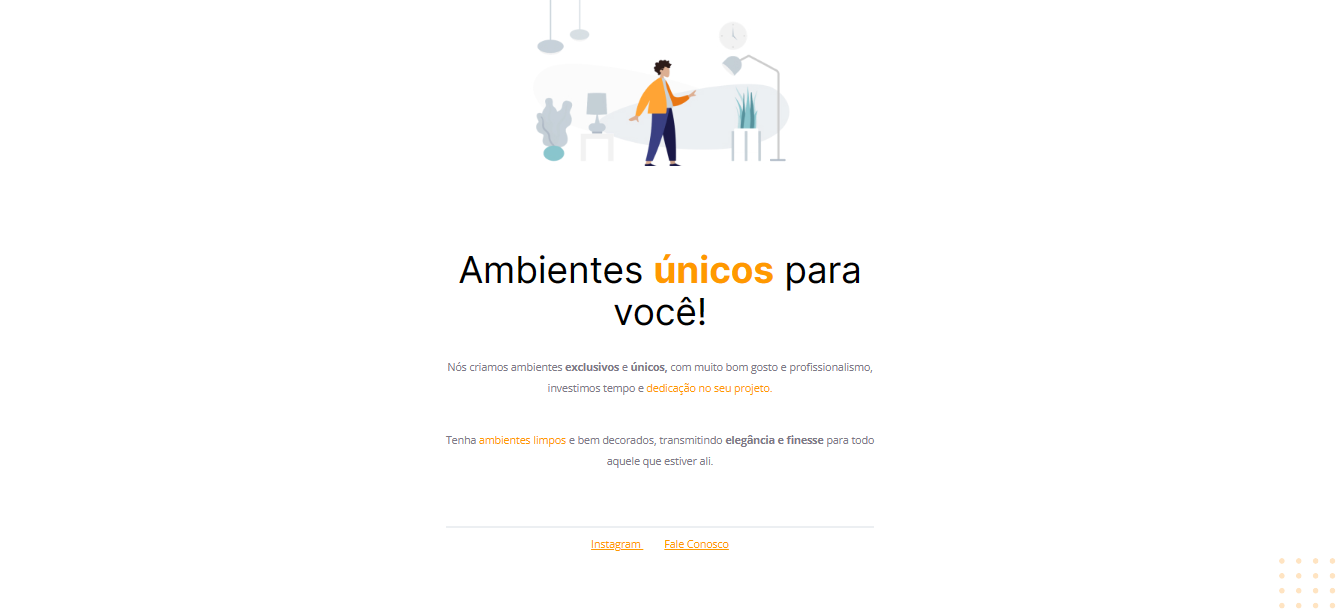 Ambientes únicos para
você!
Nós criamos ambientes exclusivos e únicos, com muito bom gosto e profissionalismo,
investimos tempo e dedicação no seu projeto.
Tenha ambientes limpos e bem decorados, transmitindo elegância e finesse para todo
aquele que estiver ali.
Instagram Fale Conosco